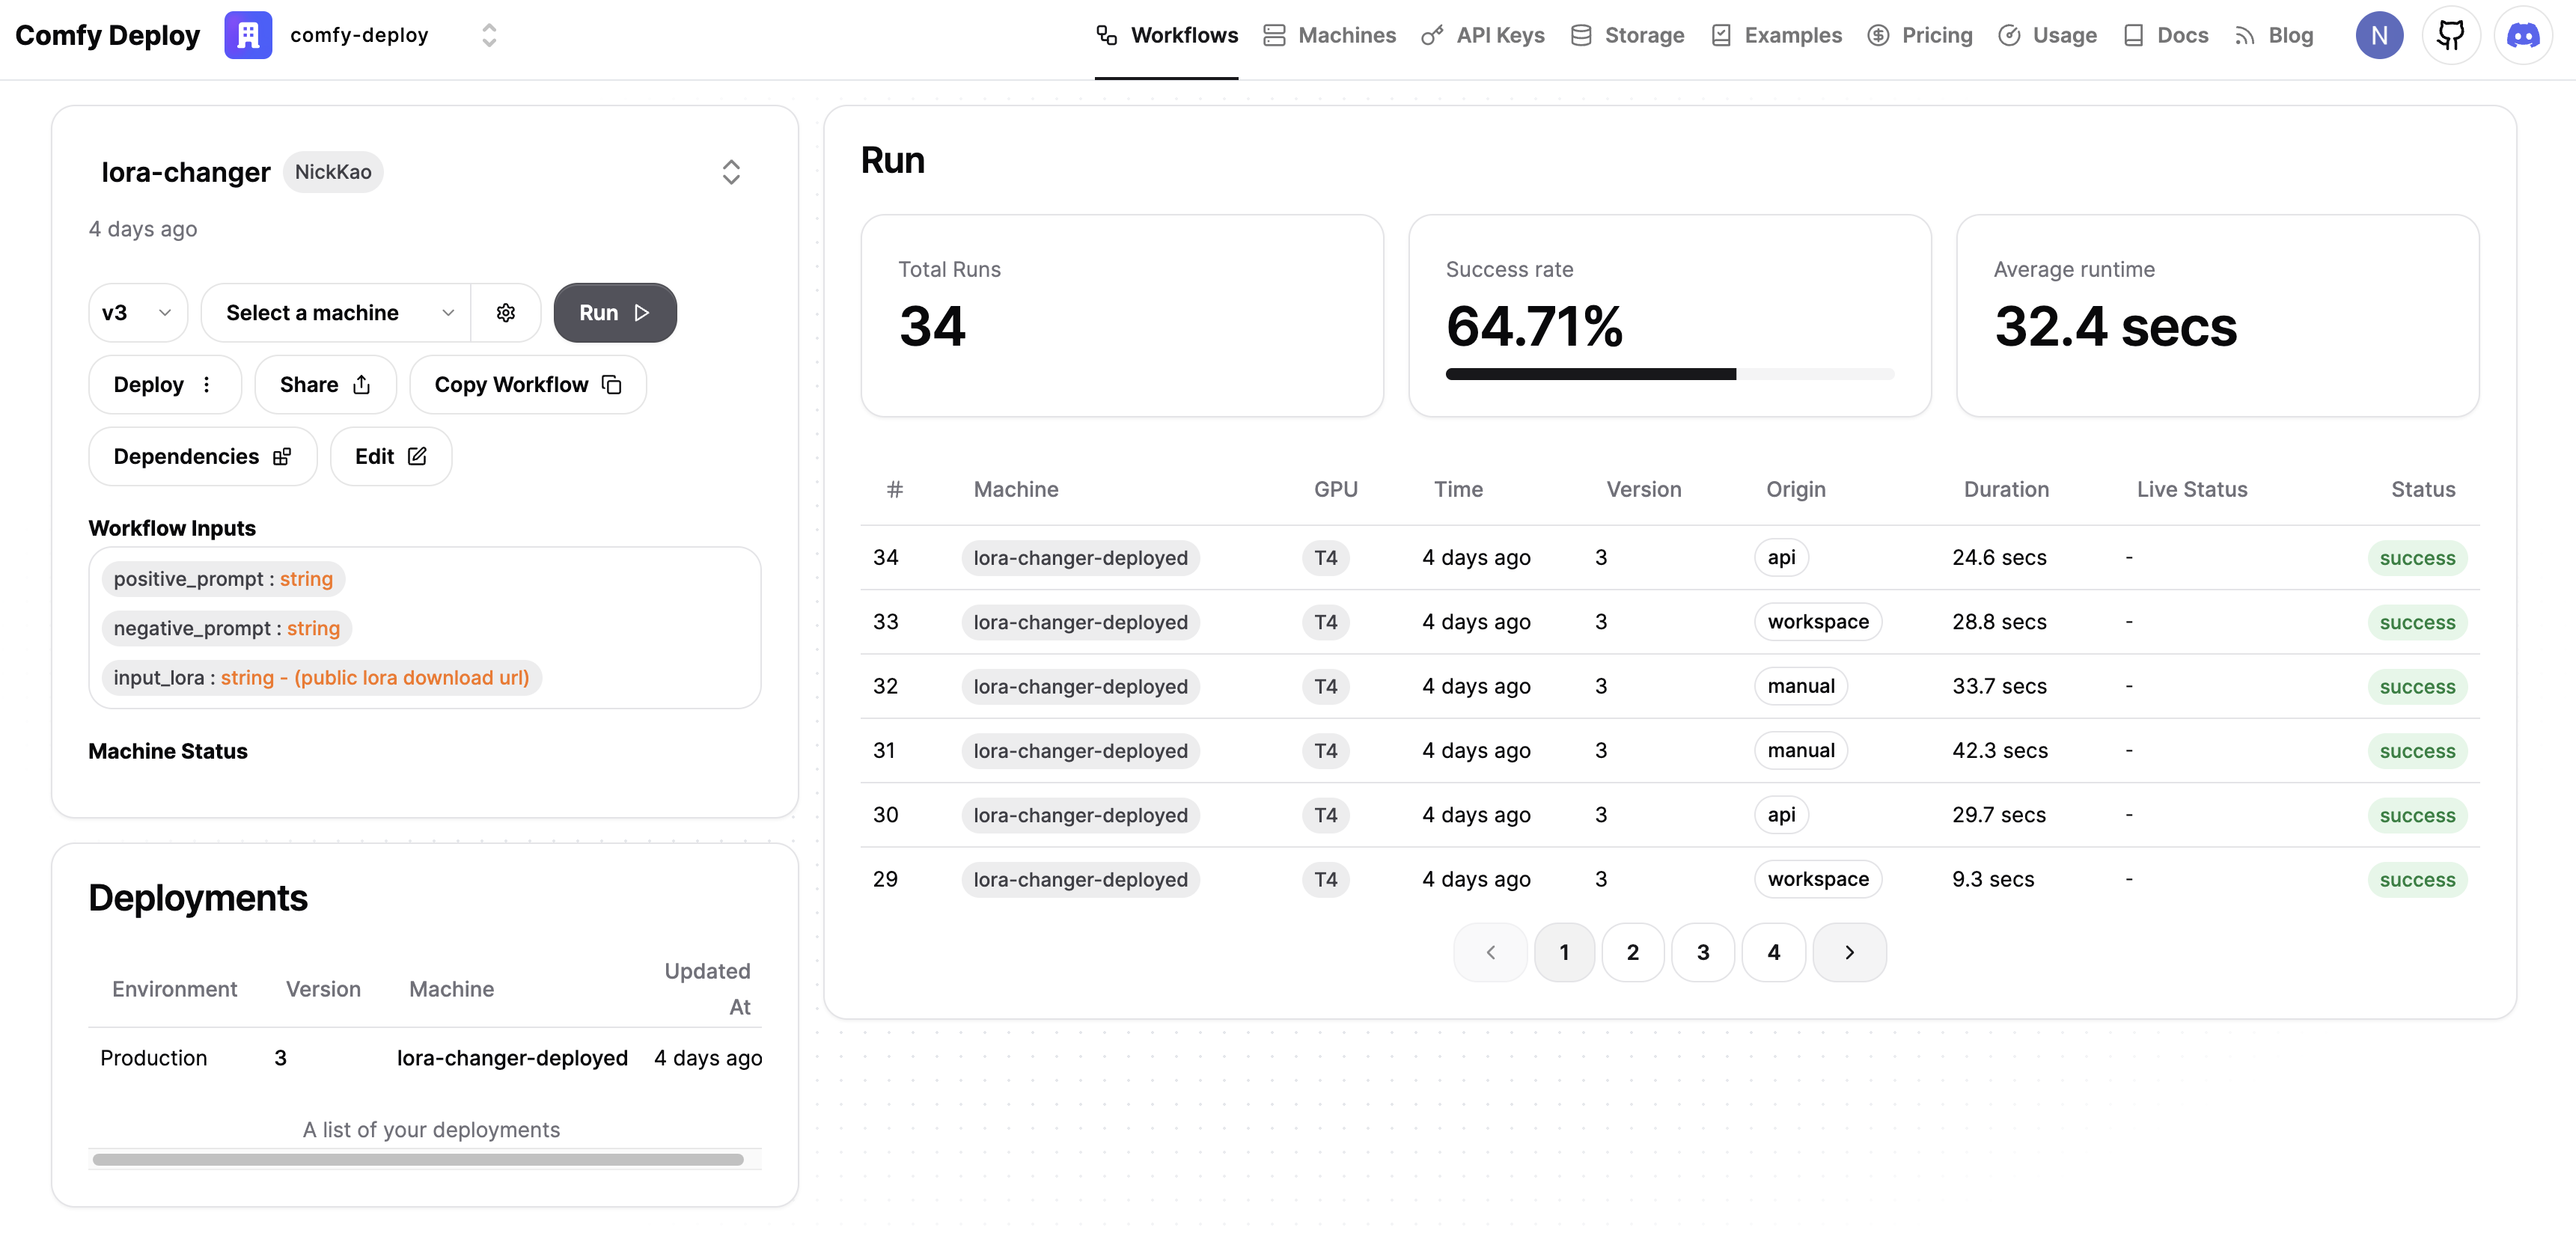 Comfy Deploy comfy-deploy Workflows Machines API Keys Storage Examples Pricing Usage Docs Blog N
lora-changer NickKao
4 days ago
v3 Select a machine Run
Deploy Share Copy Workflow
Dependencies Edit
Workflow Inputs
positive_prompt : string
negative_prompt : string
input_lora : string - (public lora download url)
Machine Status
Deployments
Environment Version Machine Updated At
Production 3 lora-changer-deployed 4 days ago
A list of your deployments
Run
Total Runs
34
Success rate
64.71%
Average runtime
32.4 secs
# Machine GPU Time Version Origin Duration Live Status Status
34 lora-changer-deployed T4 4 days ago 3 api 24.6 secs - success
33 lora-changer-deployed T4 4 days ago 3 workspace 28.8 secs - success
32 lora-changer-deployed T4 4 days ago 3 manual 33.7 secs - success
31 lora-changer-deployed T4 4 days ago 3 manual 42.3 secs - success
30 lora-changer-deployed T4 4 days ago 3 api 29.7 secs - success
29 lora-changer-deployed T4 4 days ago 3 workspace 9.3 secs - success
1 2 3 4